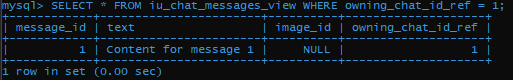 mysql> SELECT * FROM iu_chat_messages_view WHERE owning_chat_id_ref = 1;
+------------+-----------------------+----------+--------------------+
| message_id | text                  | image_id | owning_chat_id_ref |
+------------+-----------------------+----------+--------------------+
|          1 | Content for message 1 |     NULL |                  1 |
+------------+-----------------------+----------+--------------------+
1 row in set (0.00 sec)